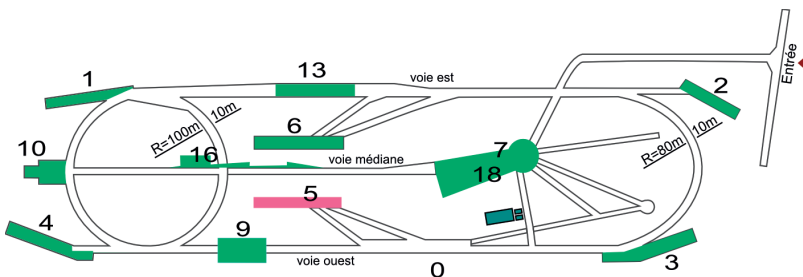 1
13
voie est
2
Entrée
10
6
R=100m
10m
16
voie médiane
7
18
R=80m
10m
4
5
9
voie ouest
0
3